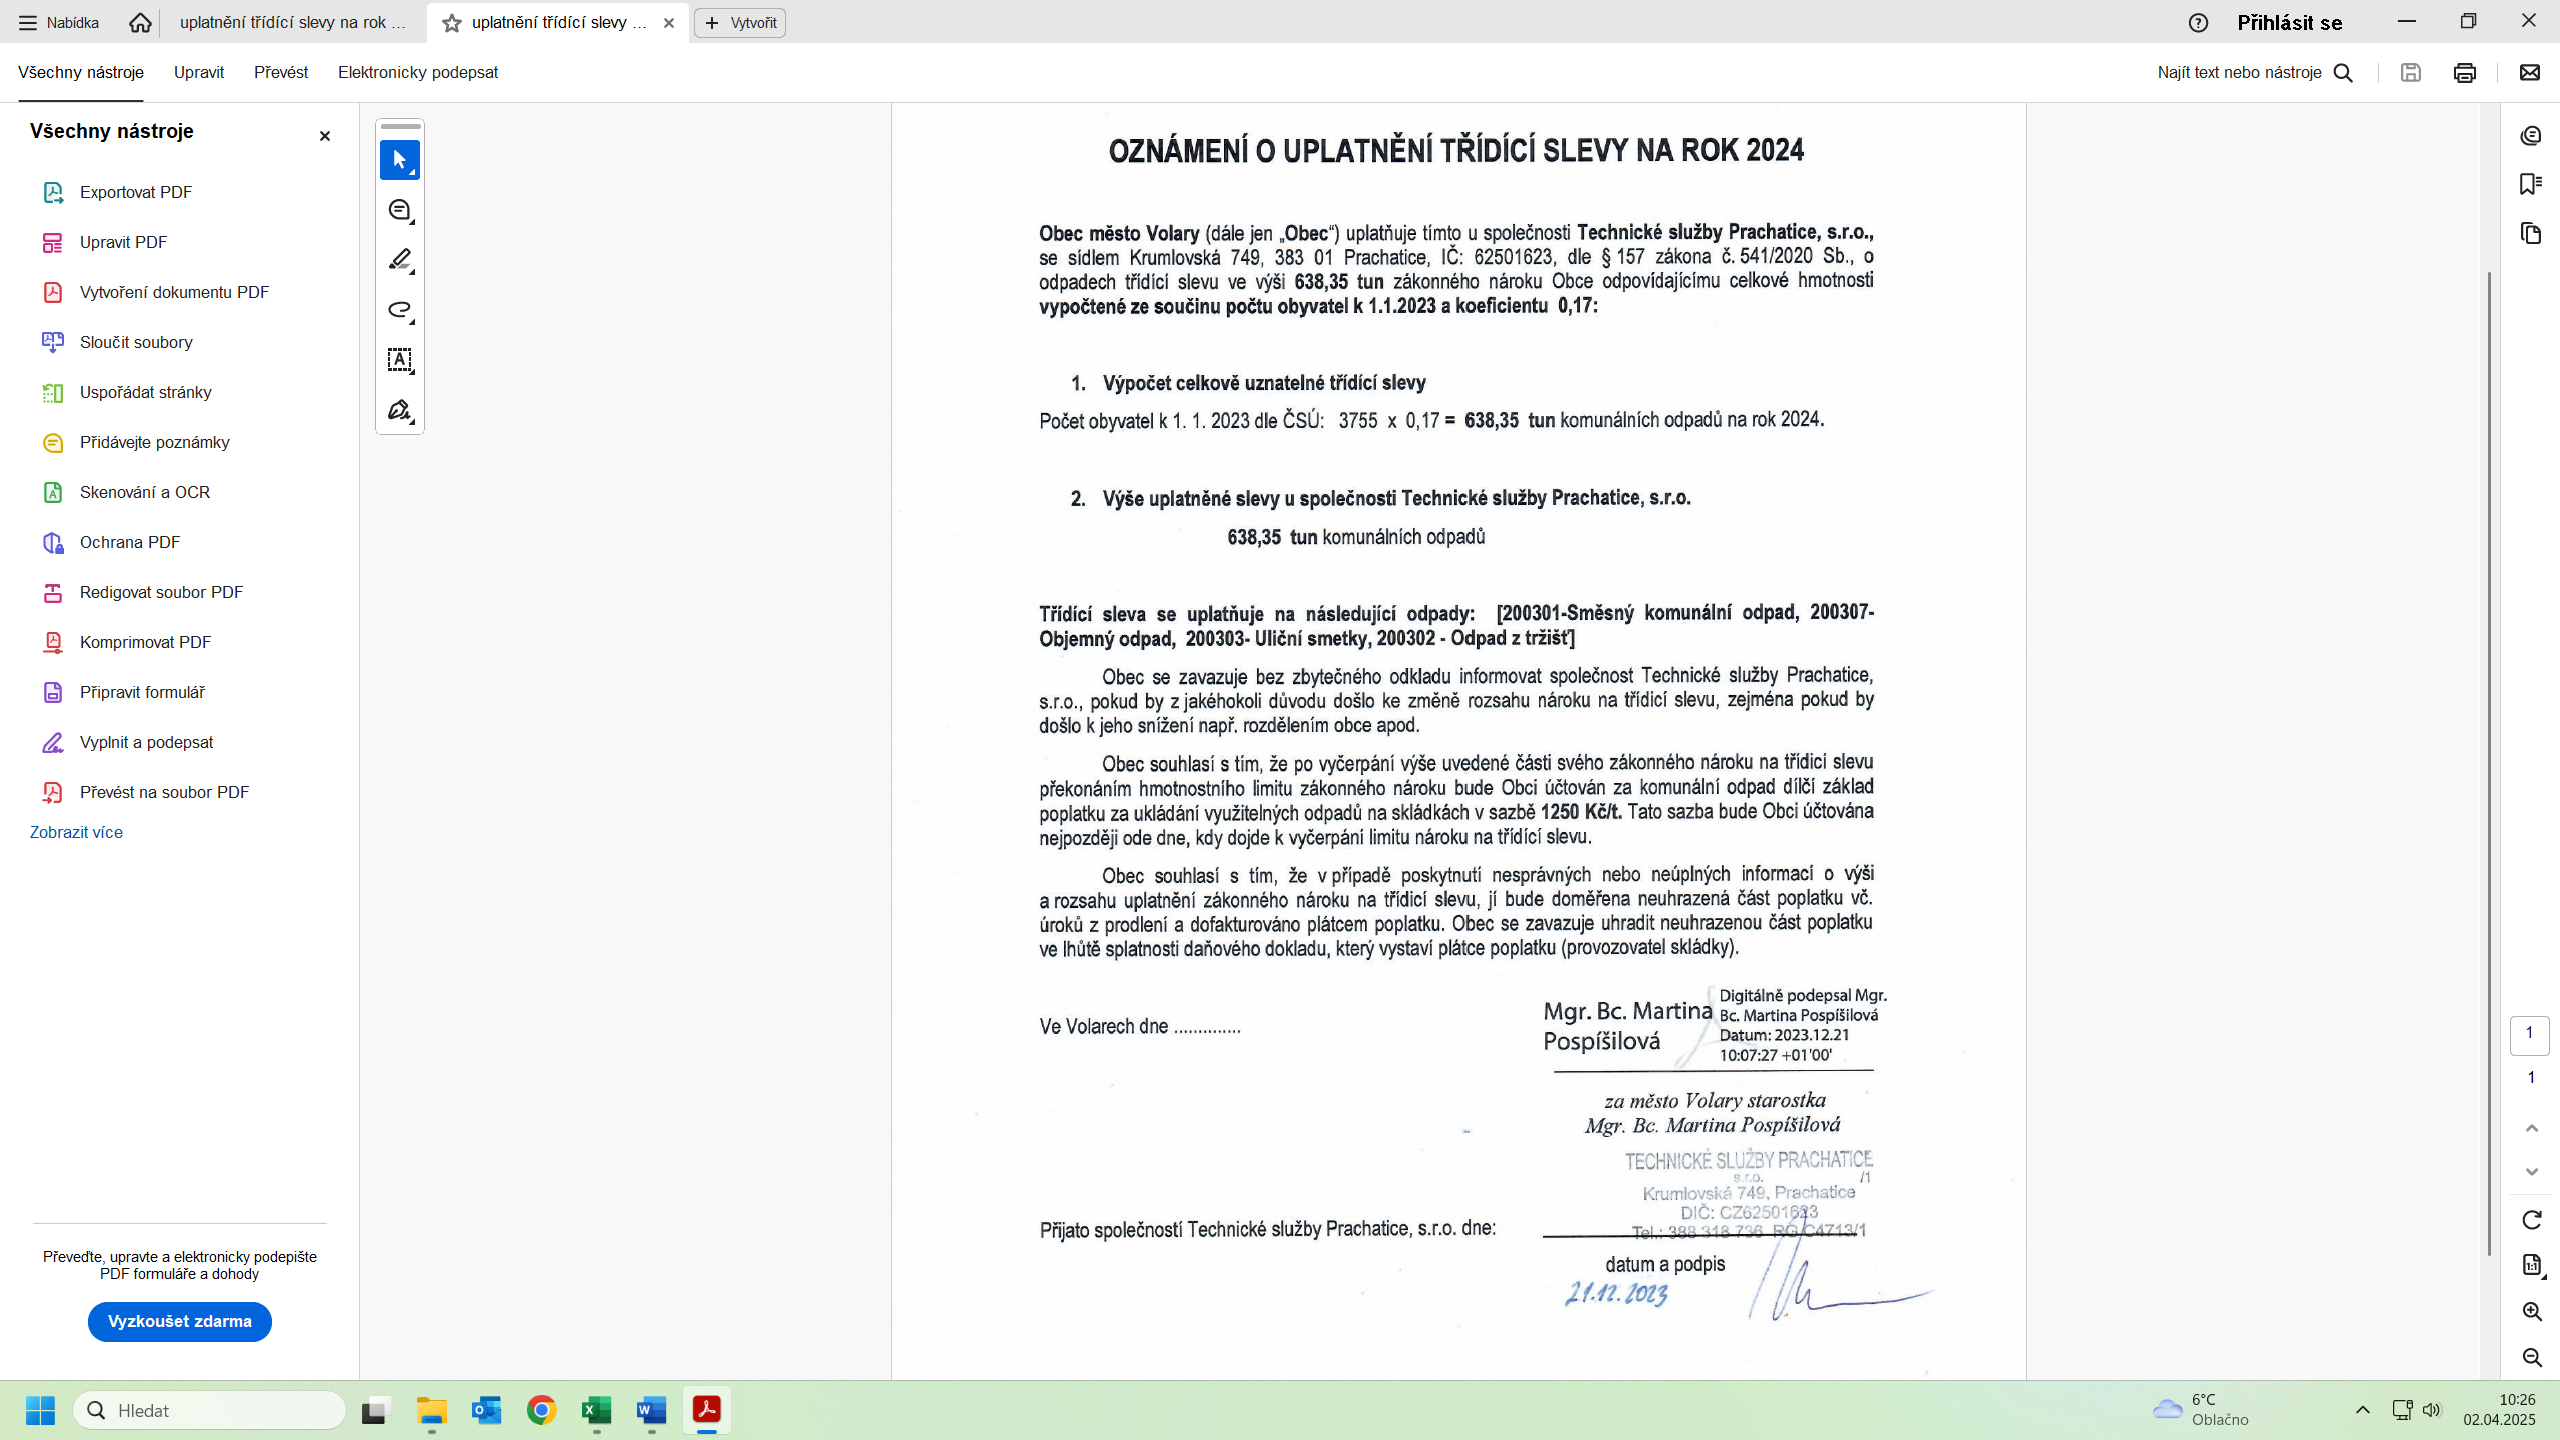 Nabídka
uplatnění třídící slevy na rok ...
uplatnění třídící slevy ...
Vytvořit
Přihlásit se
Všechny nástroje
Upravit
Převést
Elektronicky podepsat
Najít text nebo nástroje
Všechny nástroje
Exportovat PDF
Upravit PDF
Vytvoření dokumentu PDF
Sloučit soubory
Uspořádat stránky
Přidávejte poznámky
Skenování a OCR
Ochrana PDF
Redigovat soubor PDF
Komprimovat PDF
Připravit formulář
Vyplnit a podepsat
Převést na soubor PDF
Zobrazit více
Převeďte, upravte a elektronicky podepište
PDF formuláře a dohody
Vyzkoušet zdarma
OZNÁMENÍ O UPLATNĚNÍ TŘÍDÍCÍ SLEVY NA ROK 2024
Obec město Volary (dále jen „Obec“) uplatňuje tímto u společnosti Technické služby Prachatice, s.r.o.,
se sídlem Krumlovská 749, 383 01 Prachatice, IČ: 62501623, dle § 157 zákona č. 541/2020 Sb., o
odpadech třídící slevu ve výši 638,35 tun zákonného nároku Obce odpovídajícímu celkové hmotnosti
vypočtené ze součinu počtu obyvatel k 1.1.2023 a koeficientu 0,17:
1. Výpočet celkově uznatelné třídící slevy
Počet obyvatel k 1. 1. 2023 dle ČSÚ: 3755 x 0,17 = 638,35 tun komunálních odpadů na rok 2024.
2. Výše uplatněné slevy u společnosti Technické služby Prachatice, s.r.o.
638,35 tun komunálních odpadů
Třídící sleva se uplatňuje na následující odpady: [200301-Směsný komunální odpad, 200307-
Objemný odpad, 200303- Uliční smetky, 200302 - Odpad z tržišť]
Obec se zavazuje bez zbytečného odkladu informovat společnost Technické služby Prachatice,
s.r.o., pokud by z jakéhokoli důvodu došlo ke změně rozsahu nároku na třídící slevu, zejména pokud by
došlo k jeho snížení např. rozdělením obce apod.
Obec souhlasí s tím, že po vyčerpání výše uvedené části svého zákonného nároku na třídicí slevu
překonáním hmotnostního limitu zákonného nároku bude Obci účtován za komunální odpad dílčí základ
poplatku za ukládání využitelných odpadů na skládkách v sazbě 1250 Kč/t. Tato sazba bude Obci účtována
nejpozději ode dne, kdy dojde k vyčerpání limitu nároku na třídící slevu.
Obec souhlasí s tím, že v případě poskytnutí nesprávných nebo neúplných informací o výši
a rozsahu uplatnění zákonného nároku na třídicí slevu, jí bude doměřena neuhrazená část poplatku vč.
úroků z prodlení a dofakturováno plátcem poplatku. Obec se zavazuje uhradit neuhrazenou část poplatku
ve lhůtě splatnosti daňového dokladu, který vystaví plátce poplatku (provozovatel skládky).
Ve Volarech dne ..............
Mgr. Bc. Martina
Pospíšilová
Digitálně podepsal Mgr.
Bc. Martina Pospíšilová
Datum: 2023.12.21
10:07:27 +01'00'
za město Volary starostka
Mgr. Bc. Martina Pospíšilová
TECHNICKÉ SLUŽBY PRACHATICE
s.r.o. /1
Krumlovská 749, Prachatice
DIČ: CZ62501623
Tel.: 388 318 736 RG C4713/1
Přijato společností Technické služby Prachatice, s.r.o. dne:
datum a podpis
21.12.2023
1
1
Hledat
6°C
Oblačno
10:26
02.04.2025